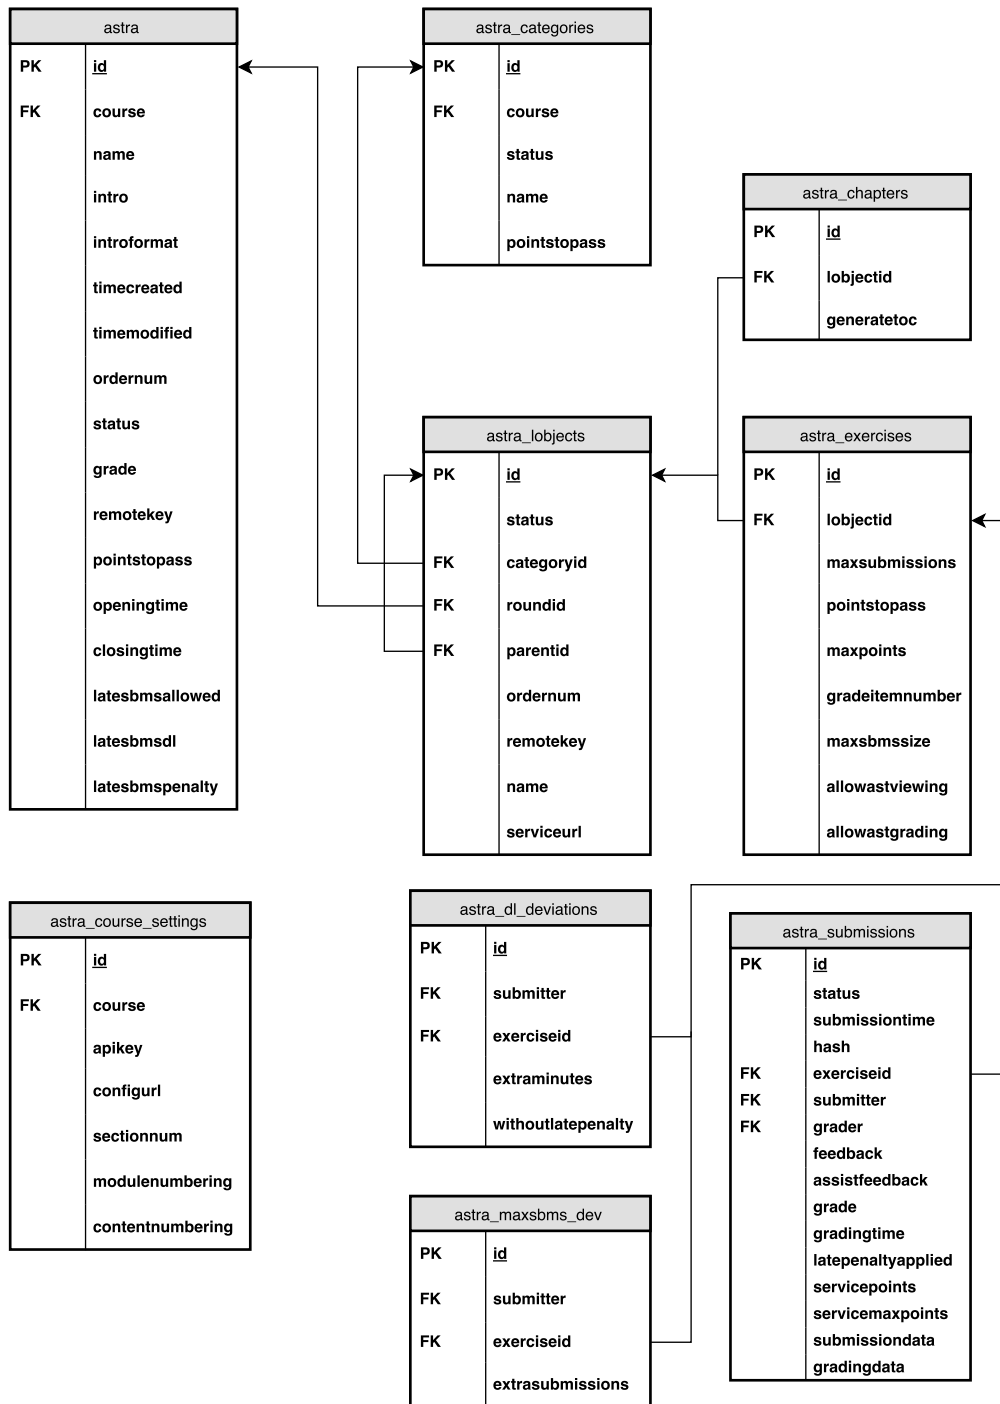 astra
PK id
FK course
name
intro
introformat
timecreated
timemodified
ordernum
status
grade
remotekey
pointstopass
openingtime
closingtime
latesbmsallowed
latesbmsdl
latesbmspenalty
astra_categories
PK id
FK course
status
name
pointstopass
astra_chapters
PK id
FK lobjectid
generatetoc
astra_lobjects
PK id
status
FK categoryid
FK roundid
FK parentid
ordernum
remotekey
name
serviceurl
astra_exercises
PK id
FK lobjectid
maxsubmissions
pointstopass
maxpoints
gradeitemnumber
maxsbmssize
allowastviewing
allowastgrading
astra_course_settings
PK id
FK course
apikey
configurl
sectionnum
modulenumbering
contentnumbering
astra_dl_deviations
PK id
FK submitter
FK exerciseid
extraminutes
withoutlatepenalty
astra_submissions
PK id
status
submissiontime
hash
FK exerciseid
FK submitter
FK grader
feedback
assistfeedback
grade
gradingtime
latepenaltyapplied
servicepoints
servicemaxpoints
submissiondata
gradingdata
astra_maxsbms_dev
PK id
FK submitter
FK exerciseid
extrasubmissions